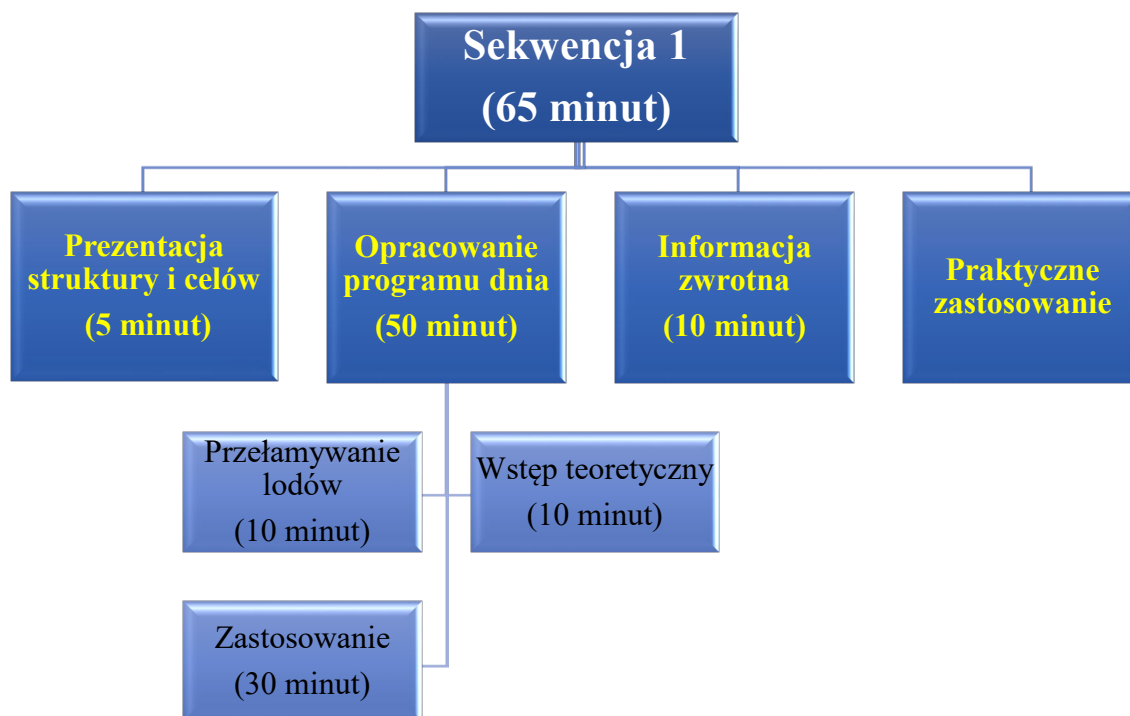 Sekwencja 1
(65 minut)
Prezentacja
struktury i celów
(5 minut)
Opracowanie
programu dnia
(50 minut)
Informacja
zwrotna
(10 minut)
Praktyczne
zastosowanie
Przełamywanie
lodów
(10 minut)
Wstęp teoretyczny
(10 minut)
Zastosowanie
(30 minut)